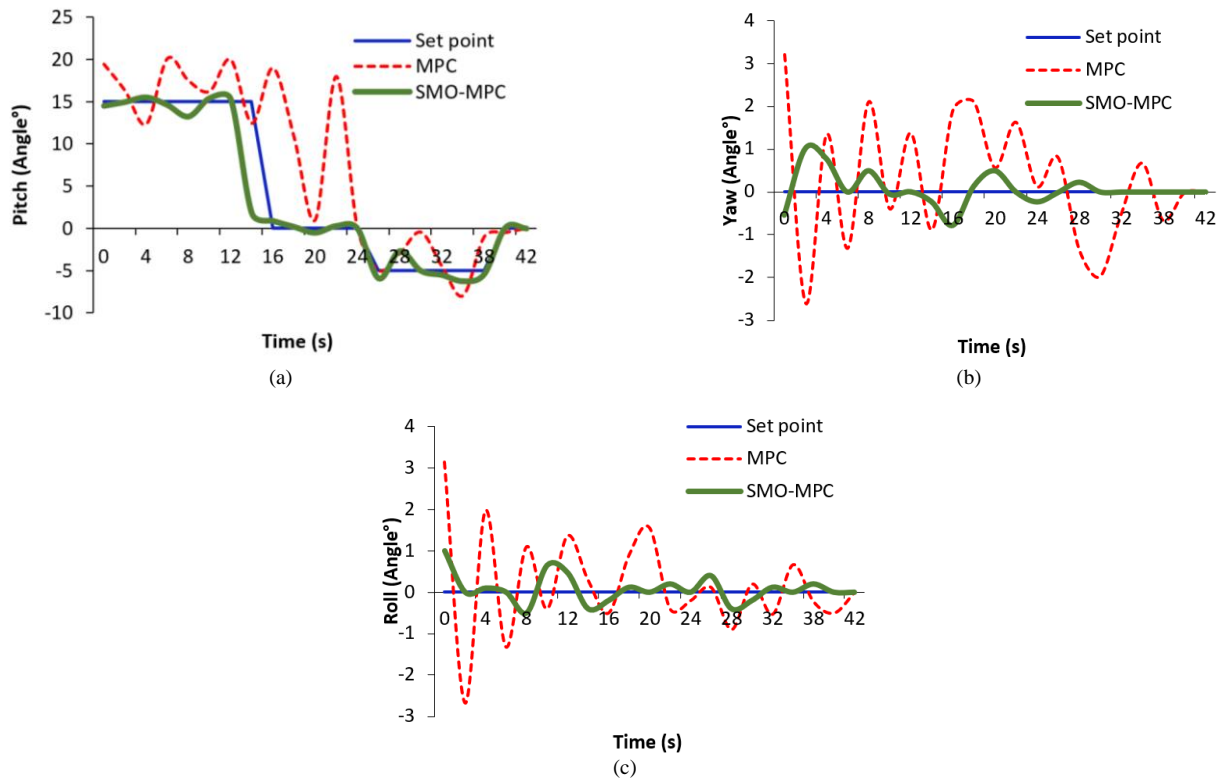 25
20
15
10
5
0
-5
-10
Pitch (Angle°)
Set point
MPC
SMO-MPC
0 4 8 12 16 20 24 28 32 38 42
Time (s)
(a)
4
3
2
1
0
-1
-2
-3
Yaw (Angle°)
Set point
MPC
SMO-MPC
0 4 8 12 16 20 24 28 32 38 42
Time (s)
(b)
4
3
2
1
0
-1
-2
-3
Roll (Angle°)
Set point
MPC
SMO-MPC
0 4 8 12 16 20 24 28 32 38 42
Time (s)
(c)